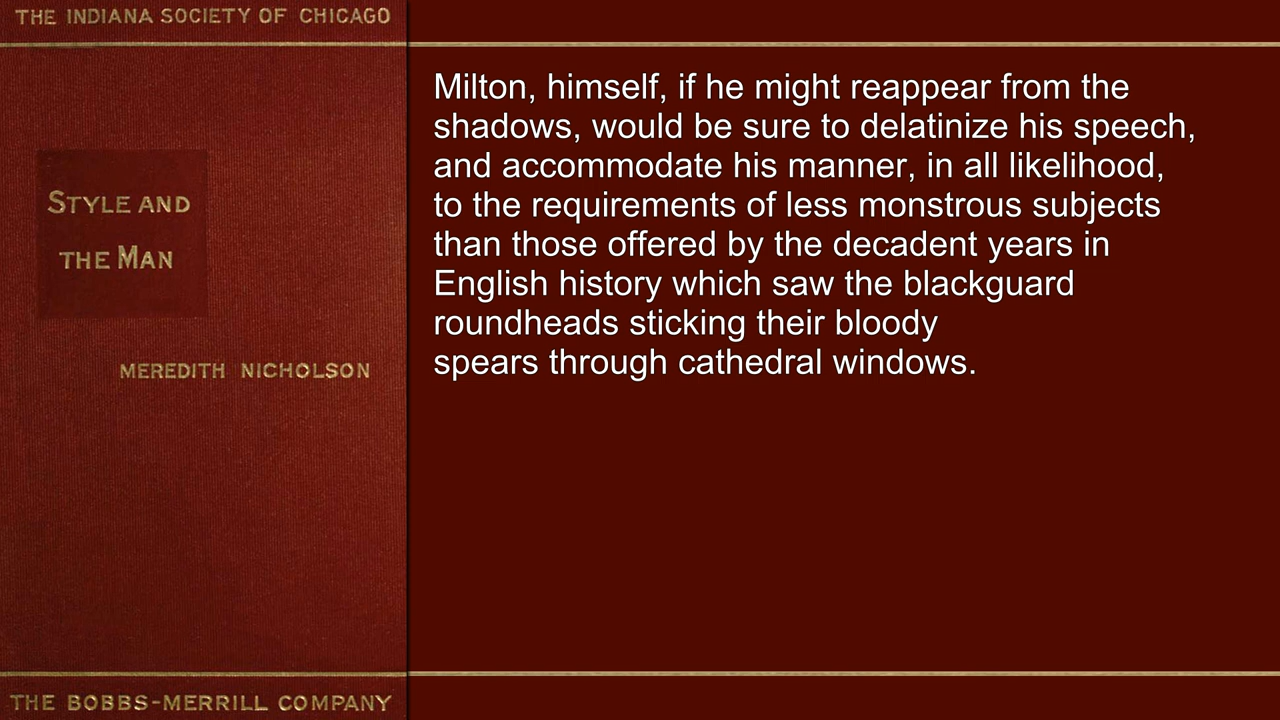 THE INDIANA SOCIETY OF CHICAGO
STYLE AND
THE MAN
MEREDITH NICHOLSON
THE BOBBS-MERRILL COMPANY
Milton, himself, if he might reappear from the
shadows, would be sure to delatinize his speech,
and accommodate his manner, in all likelihood,
to the requirements of less monstrous subjects
than those offered by the decadent years in
English history which saw the blackguard
roundheads sticking their bloody
spears through cathedral windows.